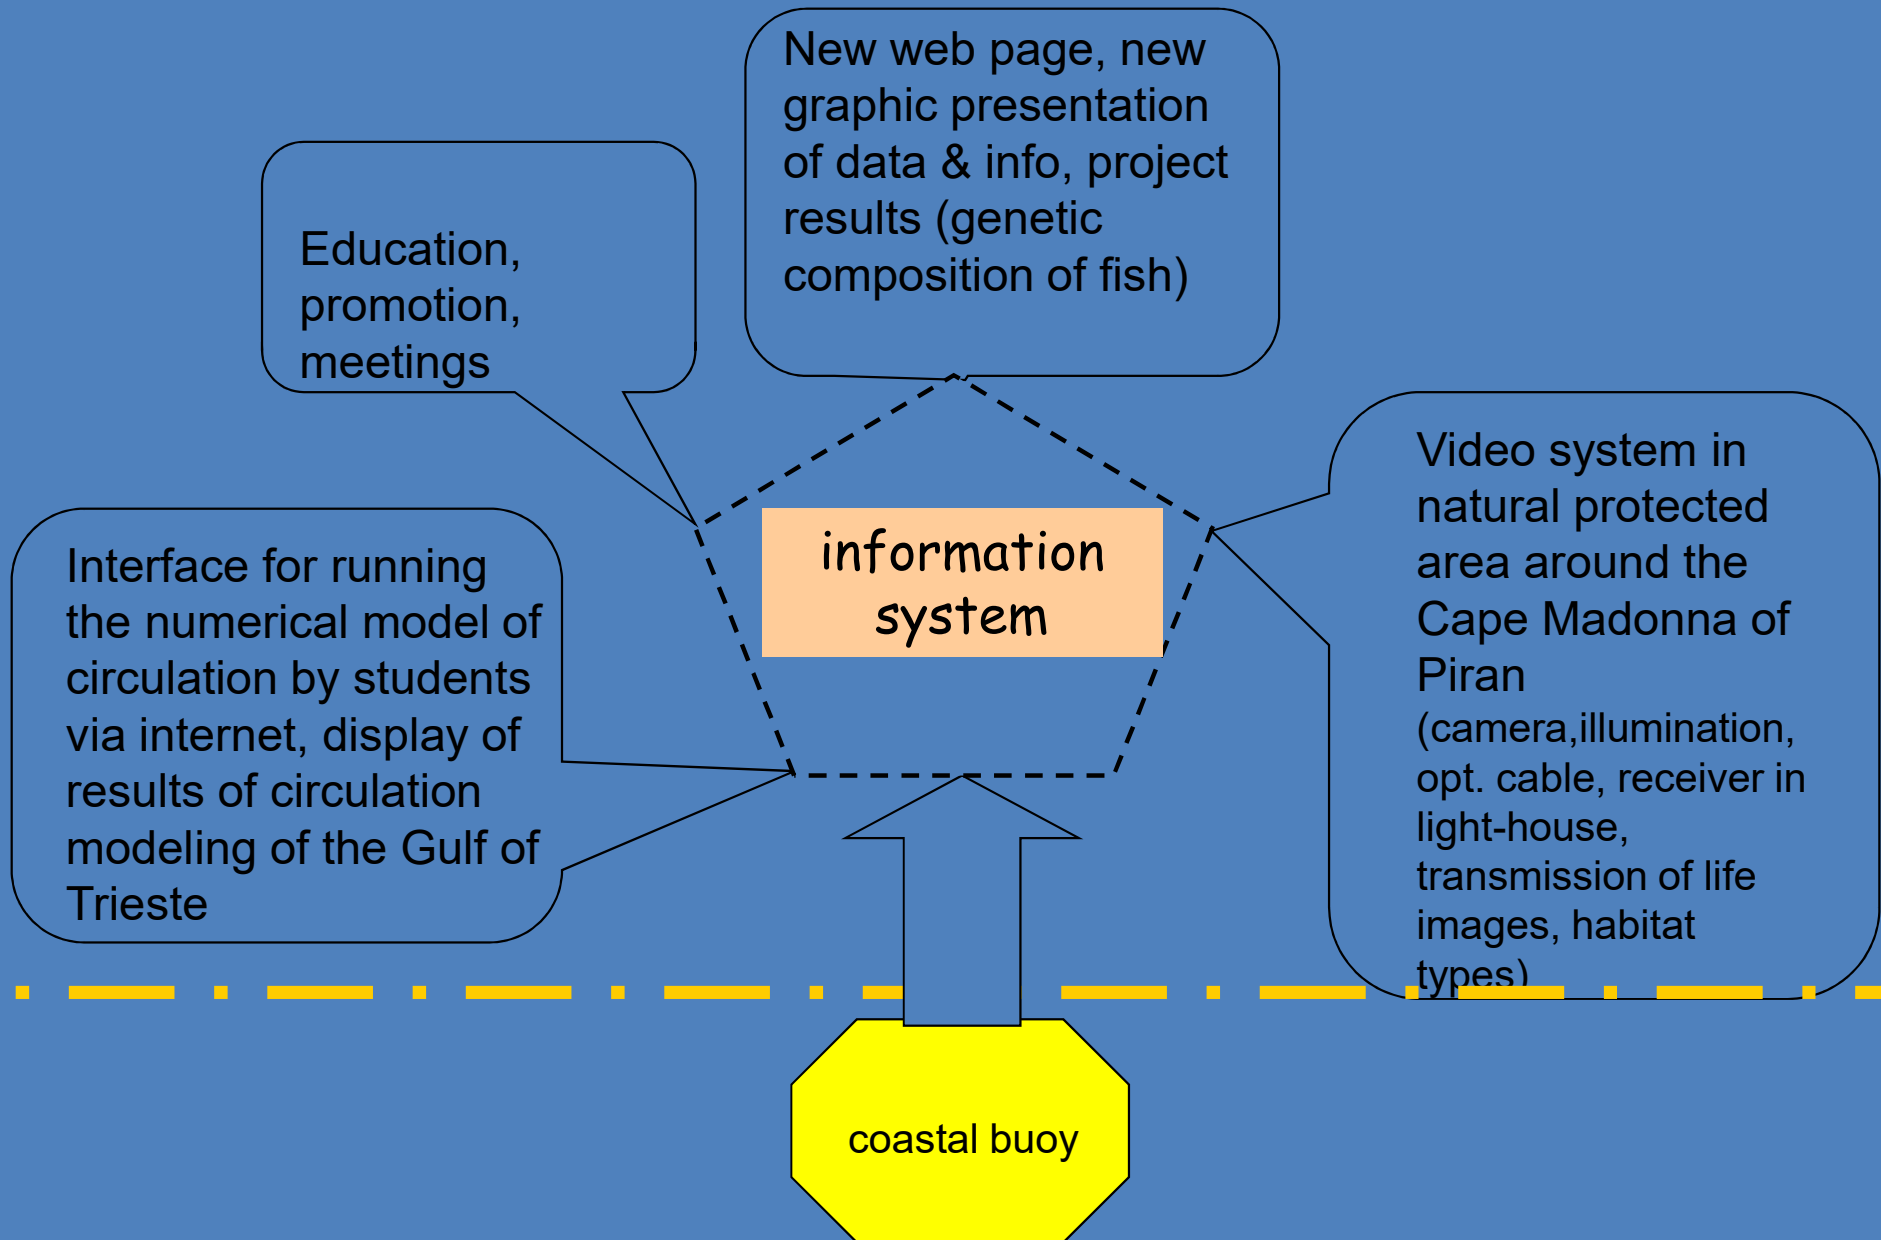 New web page, new
graphic presentation
of data & info, project
results (genetic
composition of fish)
Education,
promotion,
meetings
Video system in
natural protected
area around the
Cape Madonna of
Piran
(camera,illumination,
opt. cable, receiver in
light-house,
transmission of life
images, habitat
types)
information
system
Interface for running
the numerical model of
circulation by students
via internet, display of
results of circulation
modeling of the Gulf of
Trieste
coastal buoy